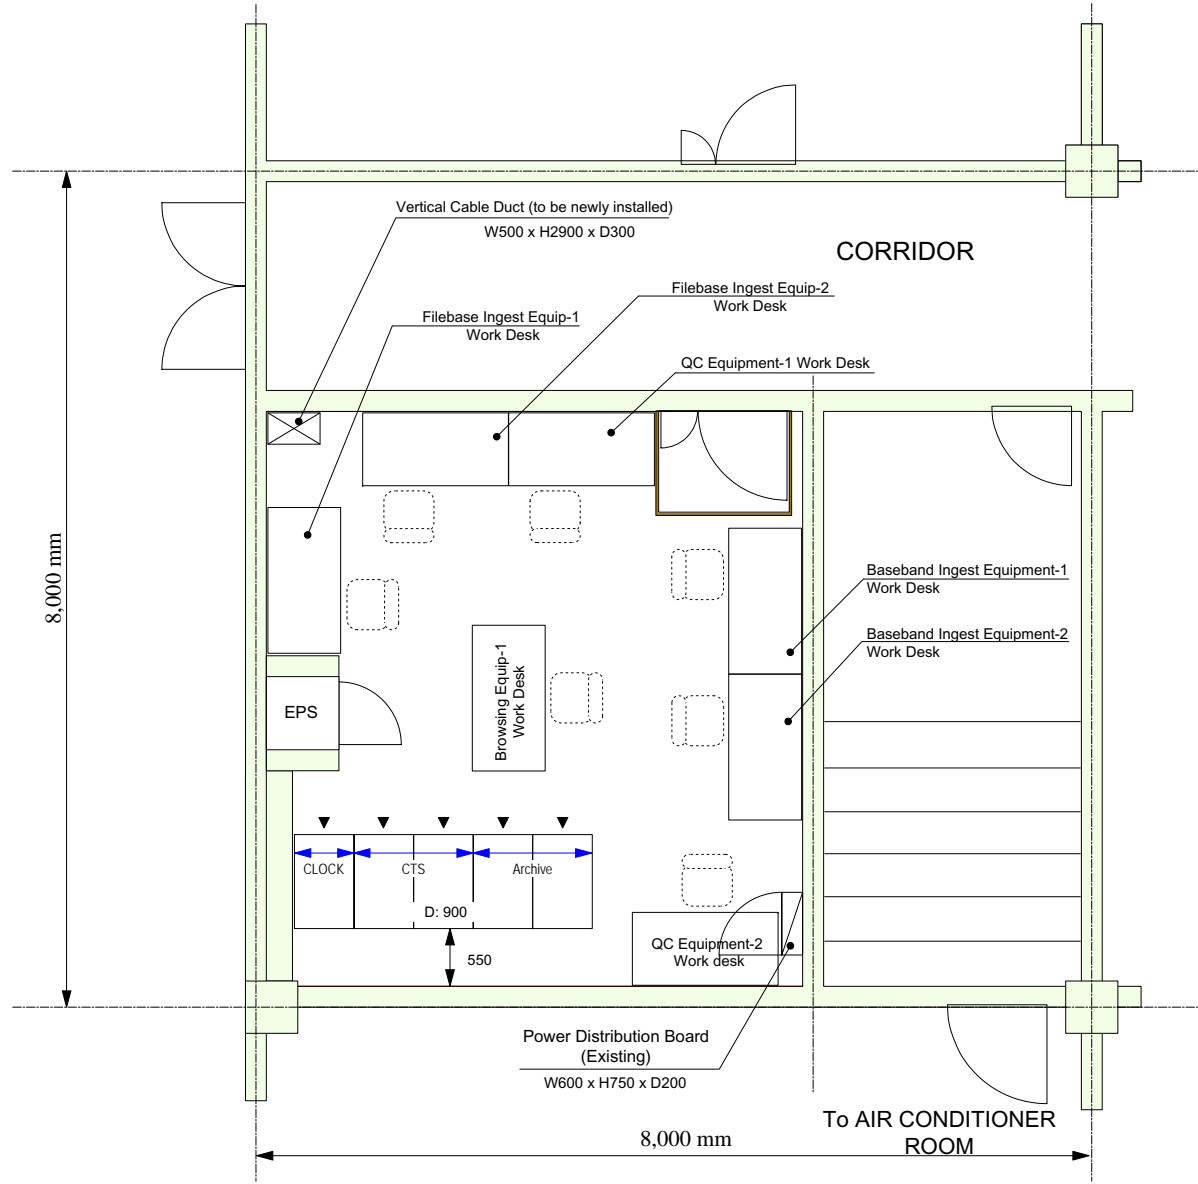 Vertical Cable Duct (to be newly installed)
W500 x H2900 x D300
CORRIDOR
Filebase Ingest Equip-2
Work Desk
Filebase Ingest Equip-1
Work Desk
QC Equipment-1 Work Desk
8,000 mm
Baseband Ingest Equipment-1
Work Desk
Baseband Ingest Equipment-2
Work Desk
Browsing Equip-1
Work Desk
EPS
CLOCK
CTS
Archive
D: 900
550
QC Equipment-2
Work desk
Power Distribution Board
(Existing)
W600 x H750 x D200
To AIR CONDITIONER
ROOM
8,000 mm